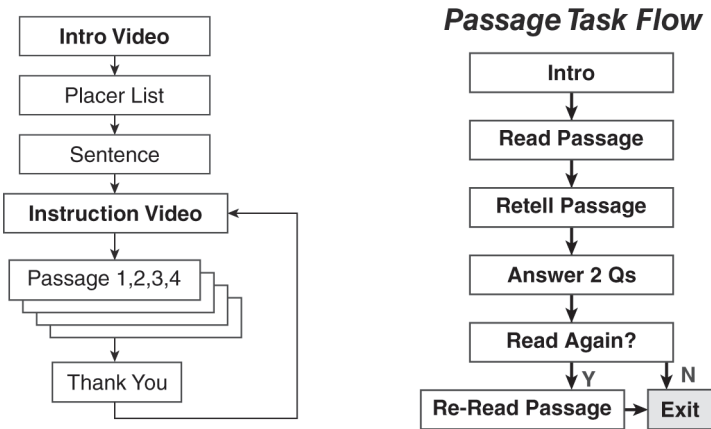 Intro Video
Placer List
Sentence
Instruction Video
Passage 1,2,3,4
Thank You
Passage Task Flow
Intro
Read Passage
Retell Passage
Answer 2 Qs
Read Again?
Y
N
Re-Read Passage
Exit